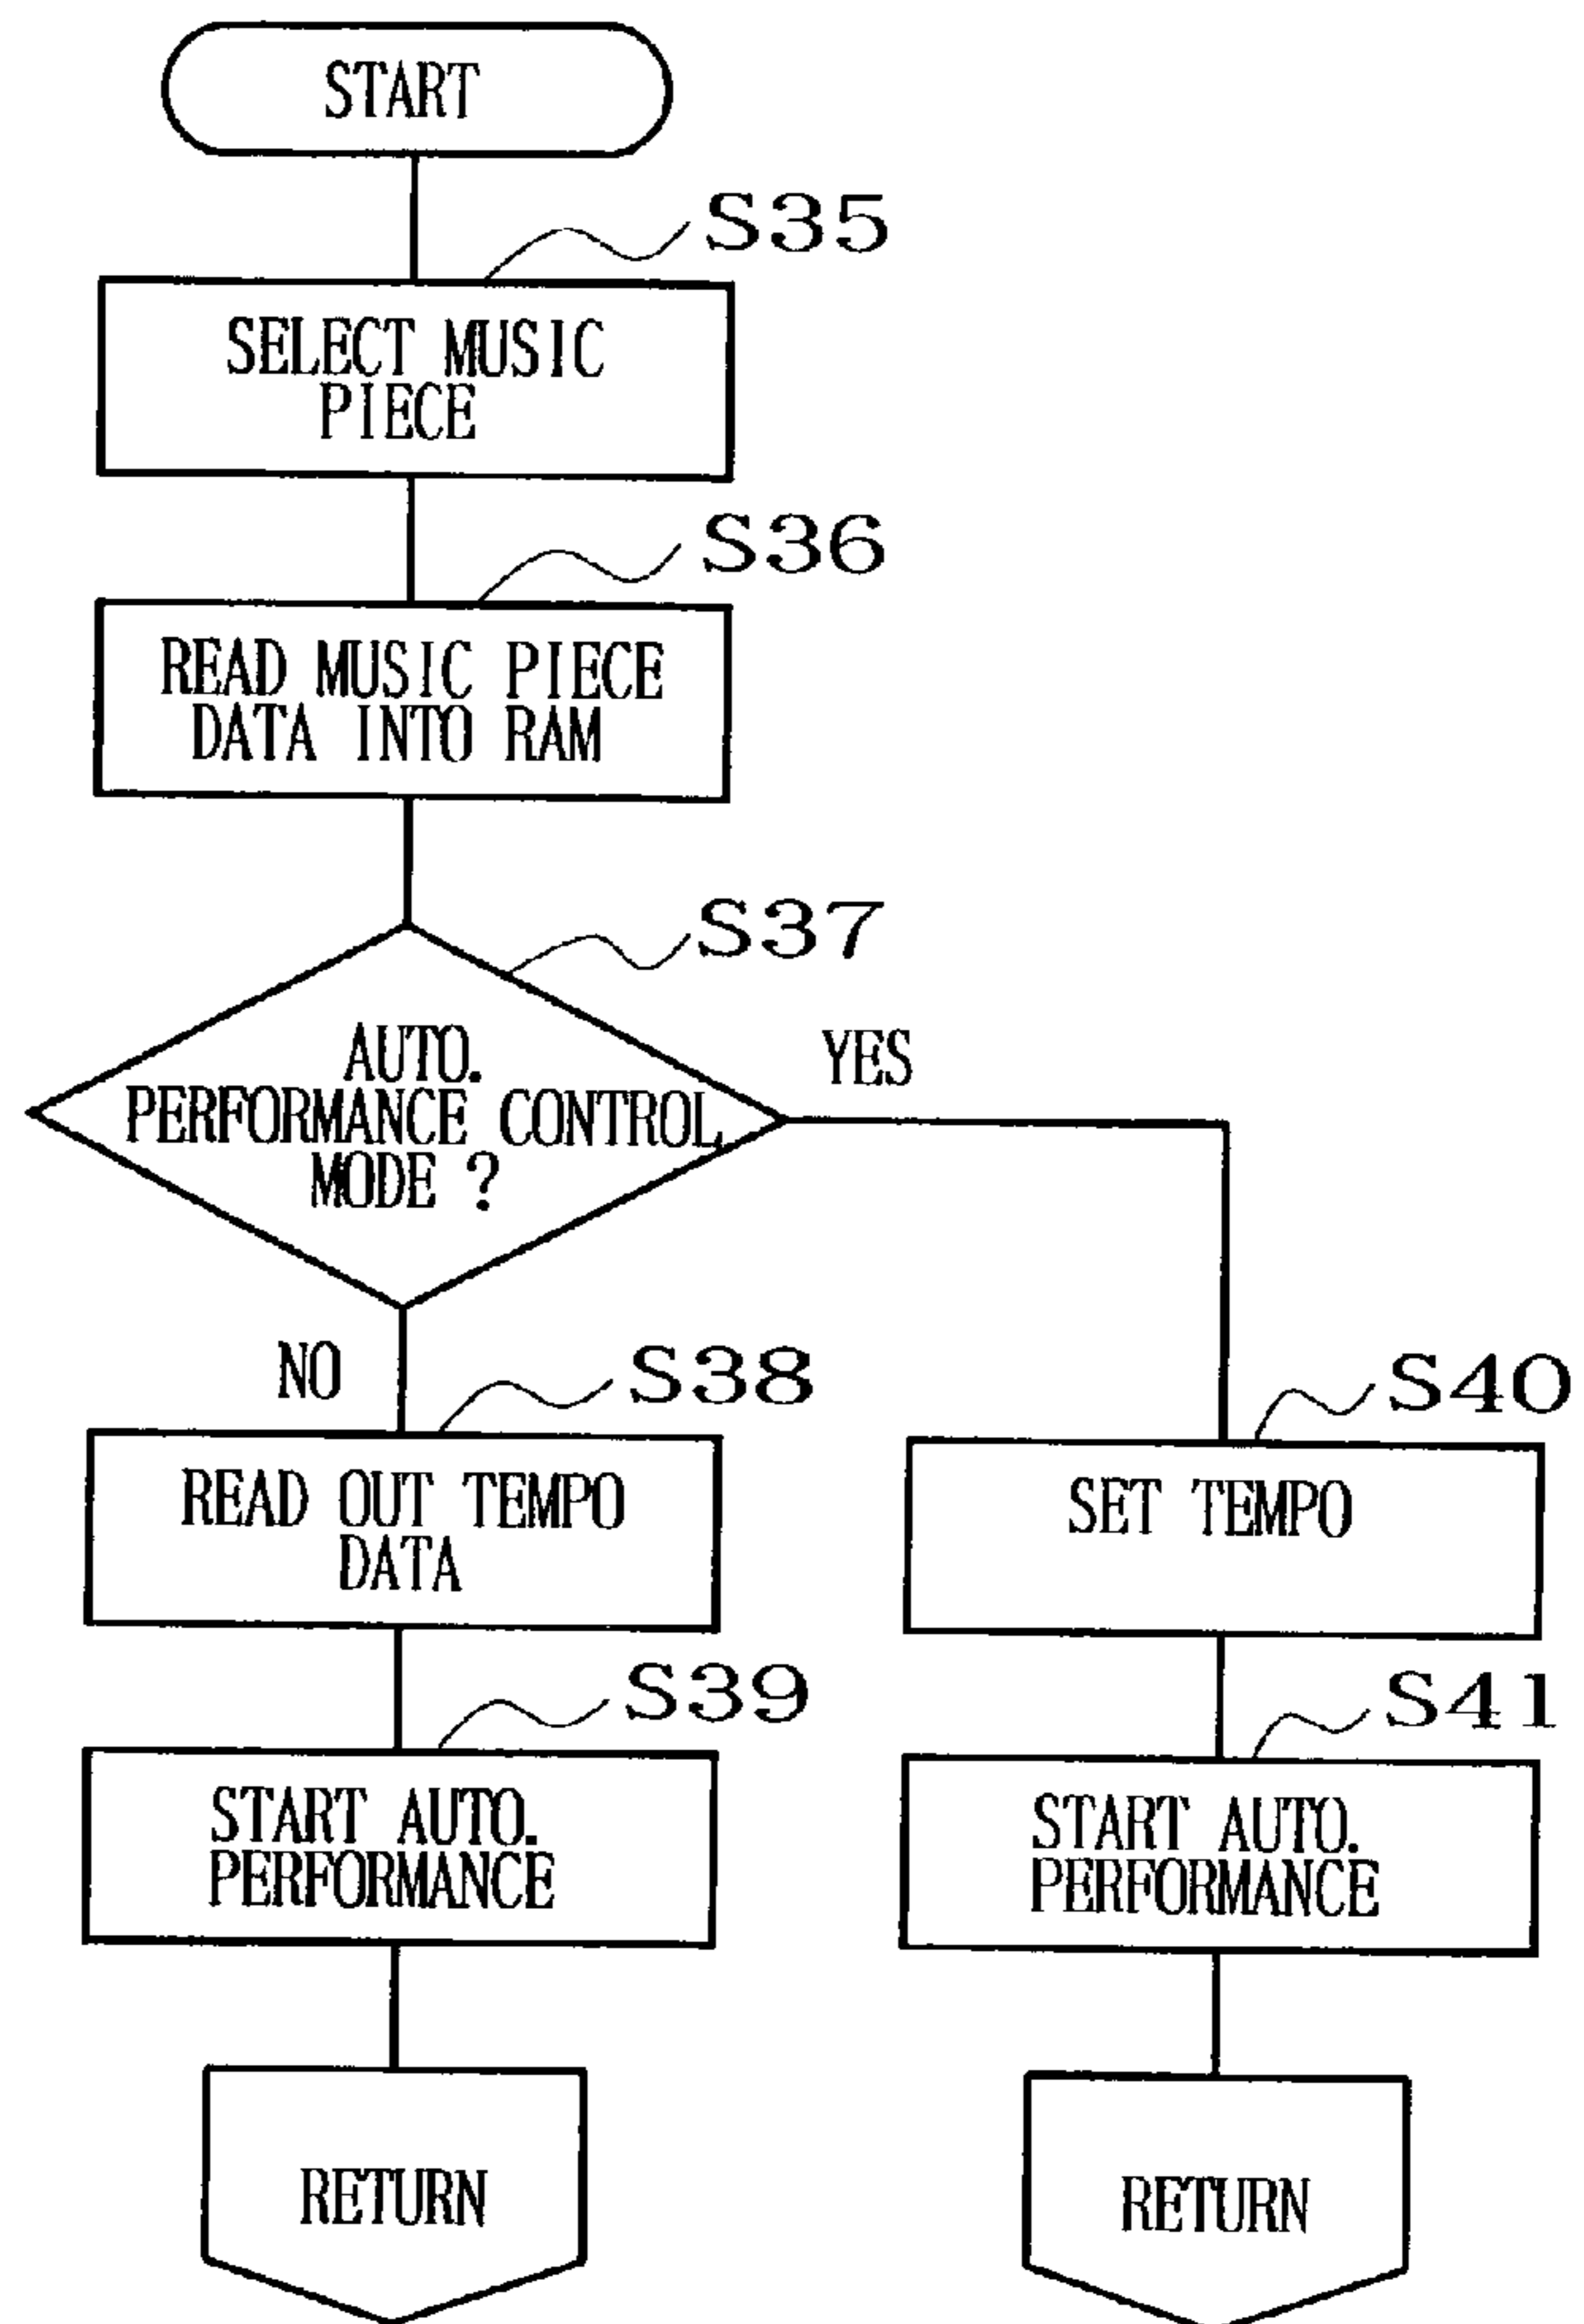 START
S35
SELECT MUSIC
PIECE
S36
READ MUSIC PIECE
DATA INTO RAM
S37
AUTO.
PERFORMANCE CONTROL
MODE ?
YES
NO
S38
READ OUT TEMPO
DATA
S39
START AUTO.
PERFORMANCE
RETURN
S40
SET TEMPO
S41
START AUTO.
PERFORMANCE
RETURN